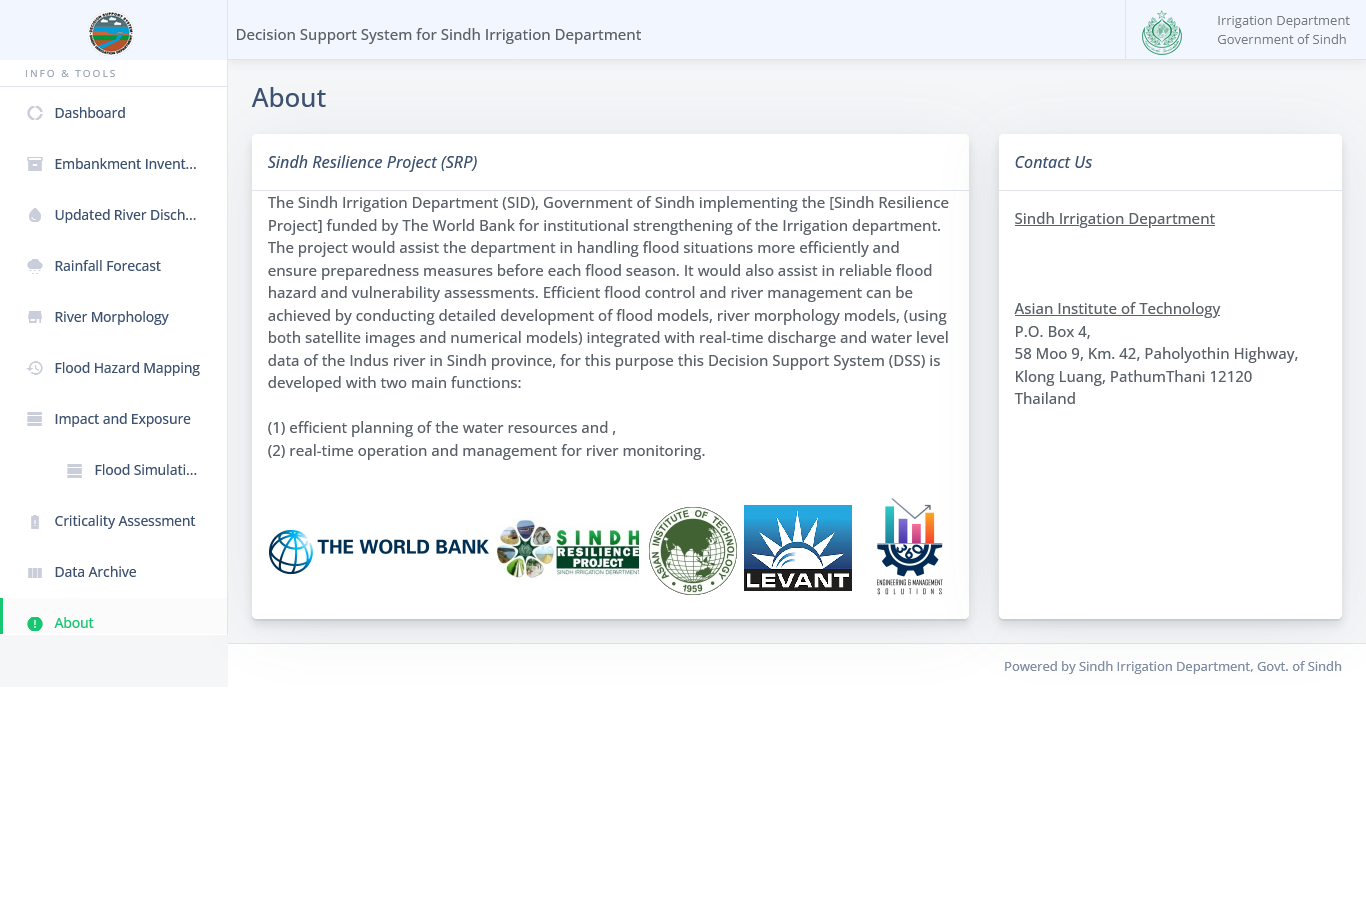 Decision Support System for Sindh Irrigation Department
Irrigation Department
Government of Sindh
INFO & TOOLS
Dashboard
Embankment Invent...
Updated River Disch...
Rainfall Forecast
River Morphology
Flood Hazard Mapping
Impact and Exposure
Flood Simulati...
Criticality Assessment
Data Archive
About
About
Sindh Resilience Project (SRP)
The Sindh Irrigation Department (SID), Government of Sindh implementing the [Sindh Resilience
Project] funded by The World Bank for institutional strengthening of the Irrigation department.
The project would assist the department in handling flood situations more efficiently and
ensure preparedness measures before each flood season. It would also assist in reliable flood
hazard and vulnerability assessments. Efficient flood control and river management can be
achieved by conducting detailed development of flood models, river morphology models, (using
both satellite images and numerical models) integrated with real-time discharge and water level
data of the Indus river in Sindh province, for this purpose this Decision Support System (DSS) is
developed with two main functions:
(1) efficient planning of the water resources and ,
(2) real-time operation and management for river monitoring.
THE WORLD BANK
SINDH
RESILIENCE
PROJECT
SINDH IRRIGATION DEPARTMENT
ASIAN INSTITUTE OF TECHNOLOGY
1959
LEVANT
360
ENGINEERING & MANAGEMENT
SOLUTIONS
Contact Us
Sindh Irrigation Department
Asian Institute of Technology
P.O. Box 4,
58 Moo 9, Km. 42, Paholyothin Highway,
Klong Luang, PathumThani 12120
Thailand
Powered by Sindh Irrigation Department, Govt. of Sindh